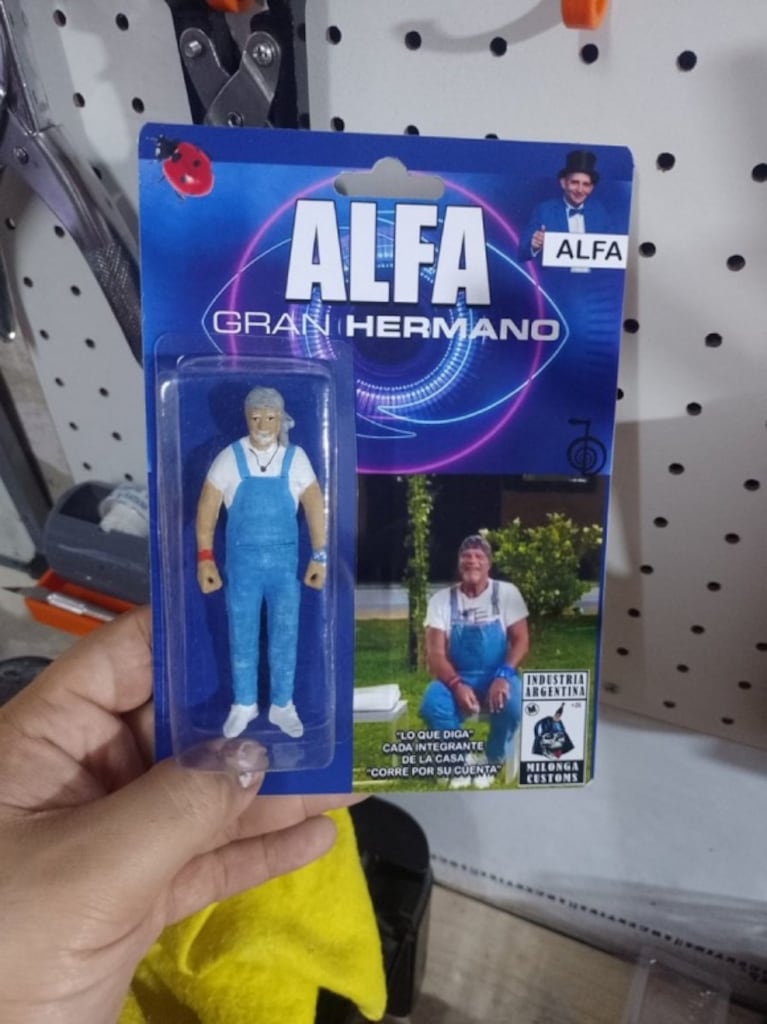 ALFA
GRAN HERMANO
ALFA
"LO QUE DIGA"
CADA INTEGRANTE
DE LA CASA
"CORRE POR SU CUENTA"
INDUSTRIA
ARGENTINA
MILONGA
CUSTOMS